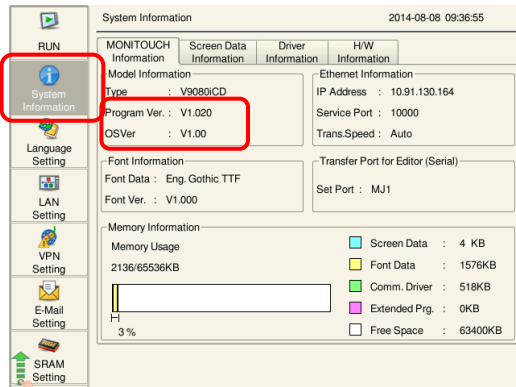 System Information 2014-08-08 09:36:55
RUN
System
Information
Language
Setting
LAN
Setting
VPN
Setting
E-Mail
Setting
SRAM
Setting
MONITOUCH
Information
Screen Data
Information
Driver
Information
H/W
Information
Model Information
Type : V9080iCD
Program Ver. : V1.020
OSVer : V1.00
Ethernet Information
IP Address : 10.91.130.164
Service Port : 10000
Trans.Speed : Auto
Font Information
Font Data : Eng. Gothic TTF
Font Ver. : V1.000
Transfer Port for Editor (Serial)
Set Port : MJ1
Memory Information
Memory Usage
2136/65536KB
3 %
Screen Data : 4 KB
Font Data : 1576KB
Comm. Driver : 518KB
Extended Prg. : 0KB
Free Space : 63400KB